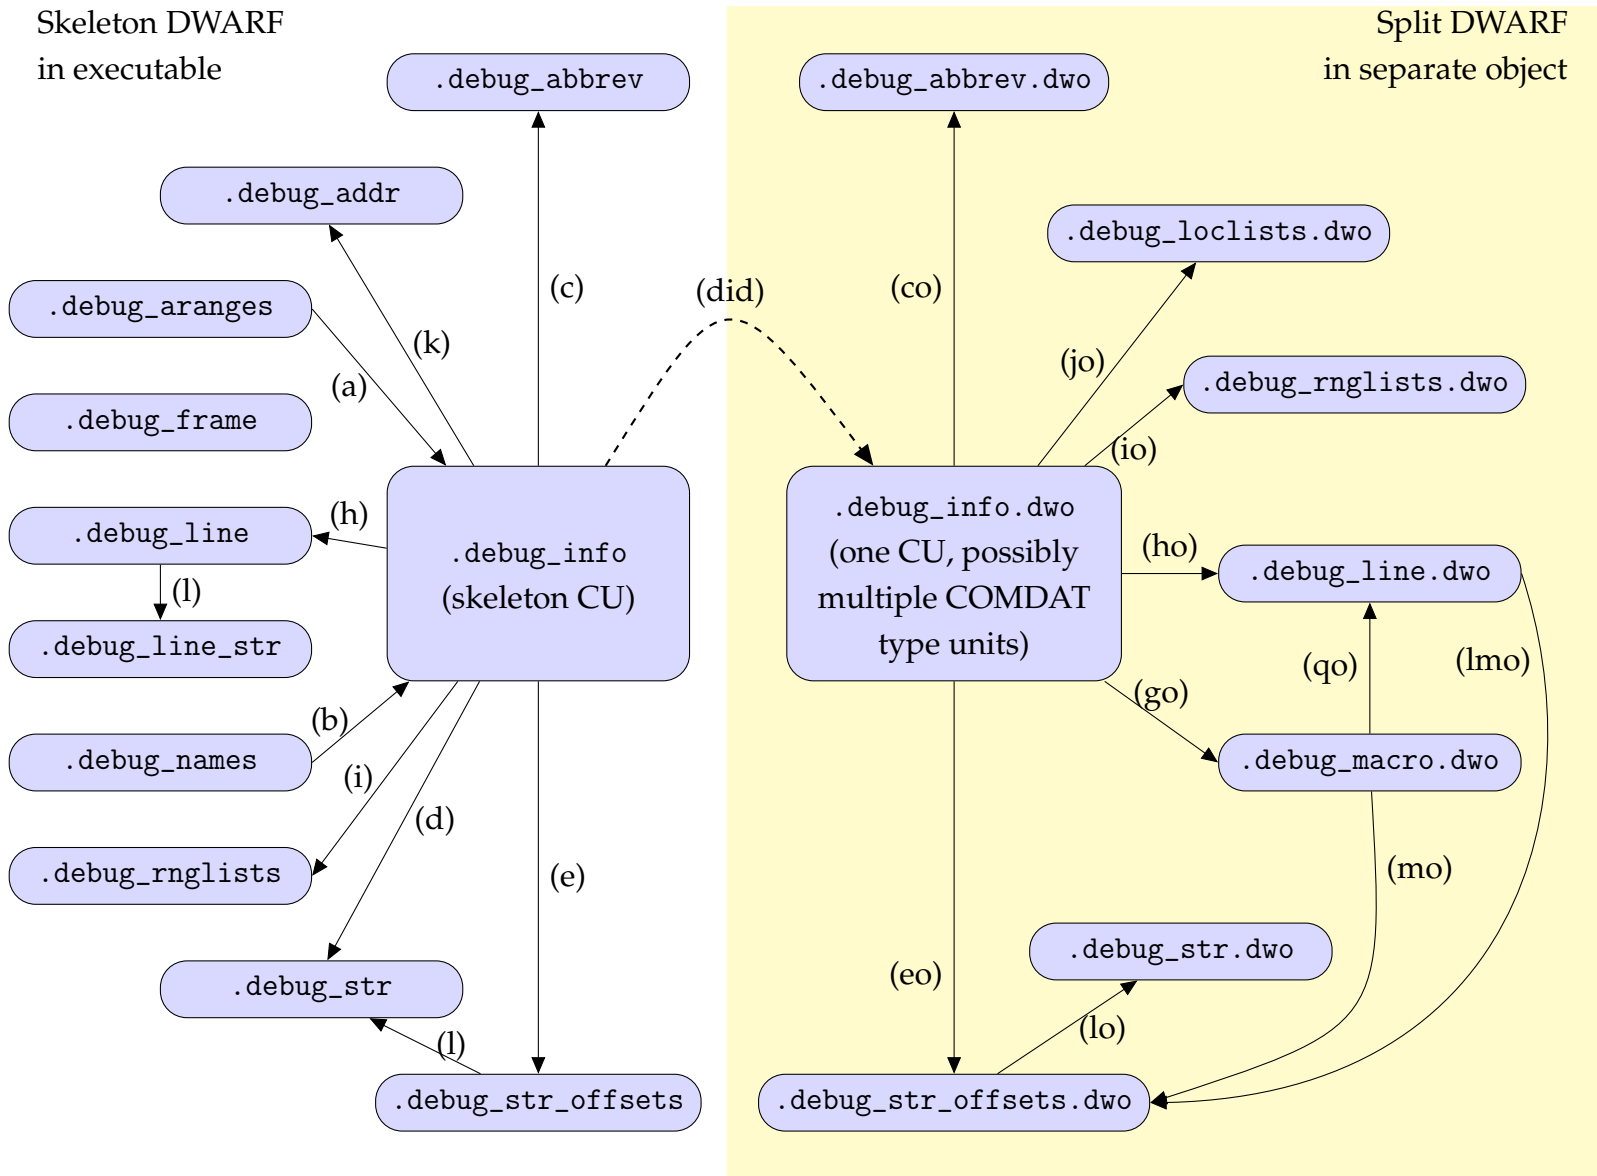 Skeleton DWARF
in executable
Split DWARF
in separate object
.debug_abbrev
.debug_abbrev.dwo
.debug_addr
.debug_loclists.dwo
.debug_aranges
(c)
(did)
(co)
(k)
(a)
(jo)
.debug_rnglists.dwo
.debug_frame
(io)
.debug_line
(h)
.debug_info
(skeleton CU)
.debug_info.dwo
(one CU, possibly
multiple COMDAT
type units)
(ho)
.debug_line.dwo
(l)
.debug_line_str
(qo)
(lmo)
(go)
(b)
.debug_names
.debug_macro.dwo
(i)
(d)
.debug_rnglists
(e)
(mo)
.debug_str.dwo
(eo)
.debug_str
(lo)
(l)
.debug_str_offsets
.debug_str_offsets.dwo